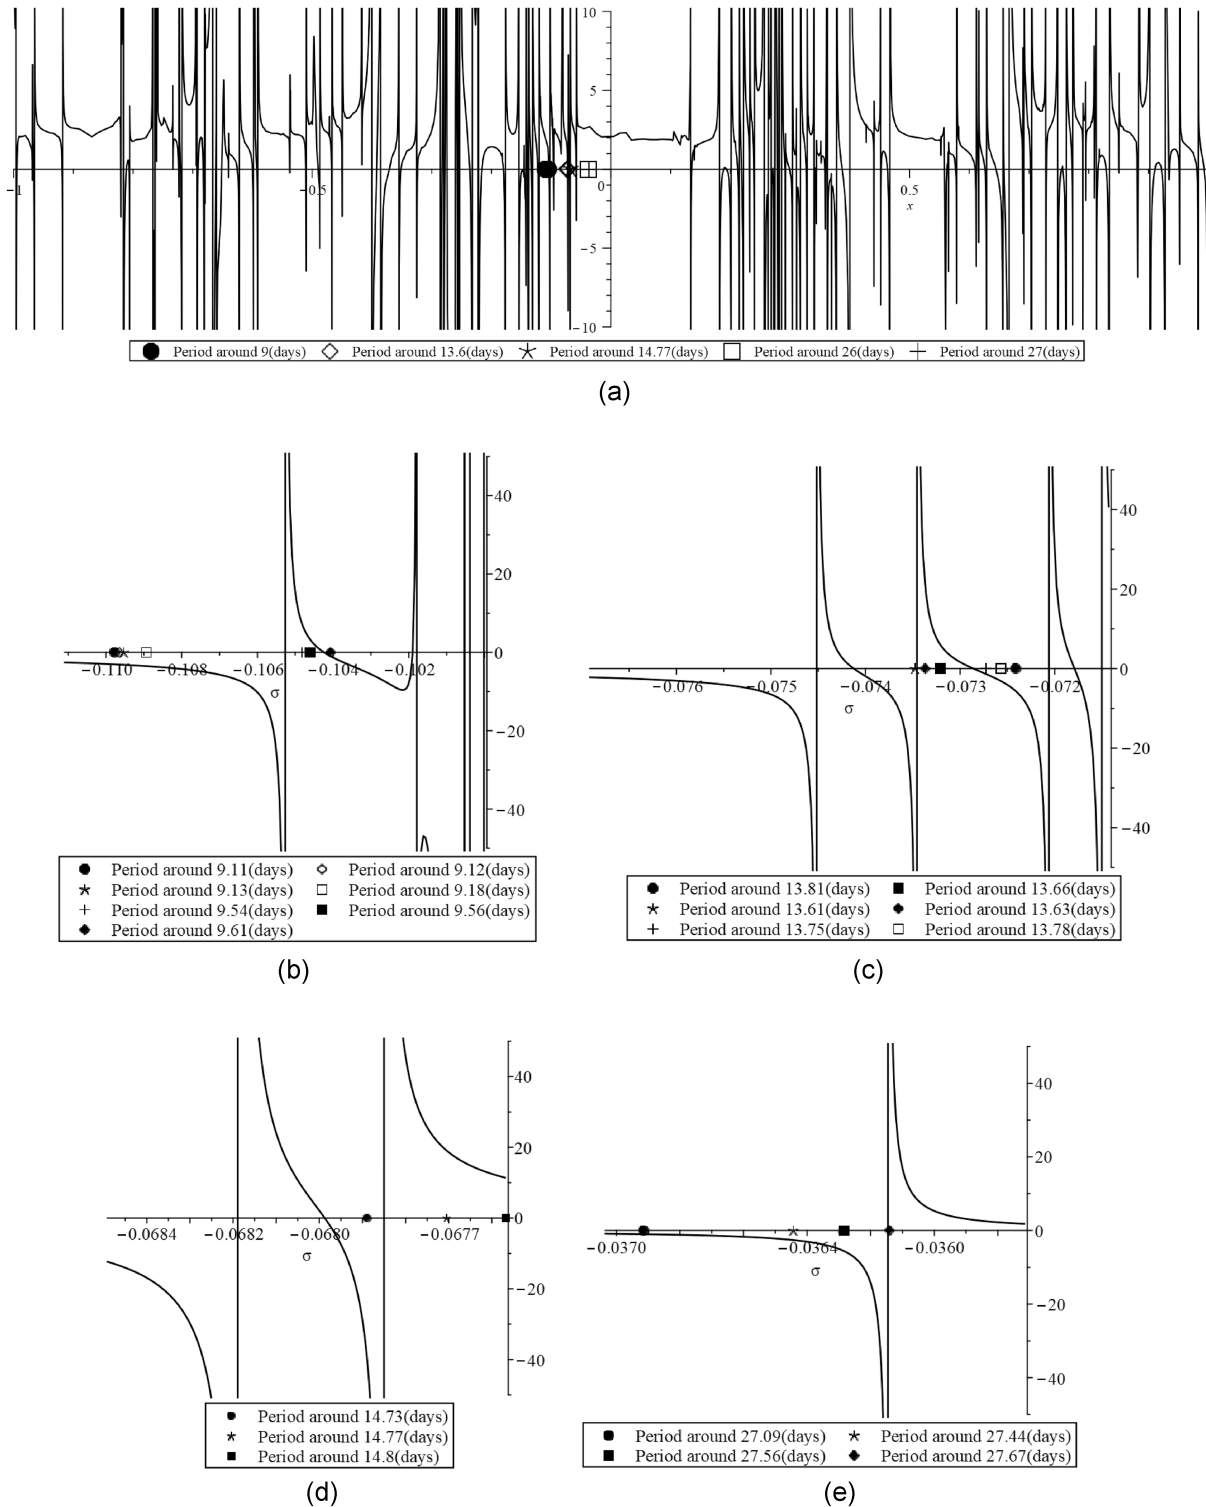 10
5
−1
0.5
0
0.5
x
−5
−10
Period around 9(days) Period around 13.6(days) Period around 14.77(days) Period around 26(days) Period around 27(days)
(a)
40
20
−0.110 −0.108 −0.106 −0.104 −0.102 0
σ
−20
−40
Period around 9.11(days) Period around 9.12(days)
Period around 9.13(days) Period around 9.18(days)
Period around 9.54(days) Period around 9.56(days)
Period around 9.61(days)
(b)
40
20
−0.076 −0.075 −0.074 −0.073 −0.072 0
σ
−20
−40
Period around 13.81(days) Period around 13.66(days)
Period around 13.61(days) Period around 13.63(days)
Period around 13.75(days) Period around 13.78(days)
(c)
40
20
−0.0684 −0.0682 −0.0680 −0.0677 0
σ
−20
−40
Period around 14.73(days)
Period around 14.77(days)
Period around 14.8(days)
(d)
40
20
−0.0370 −0.0364 −0.0360 0
σ
−20
−40
Period around 27.09(days) Period around 27.44(days)
Period around 27.56(days) Period around 27.67(days)
(e)